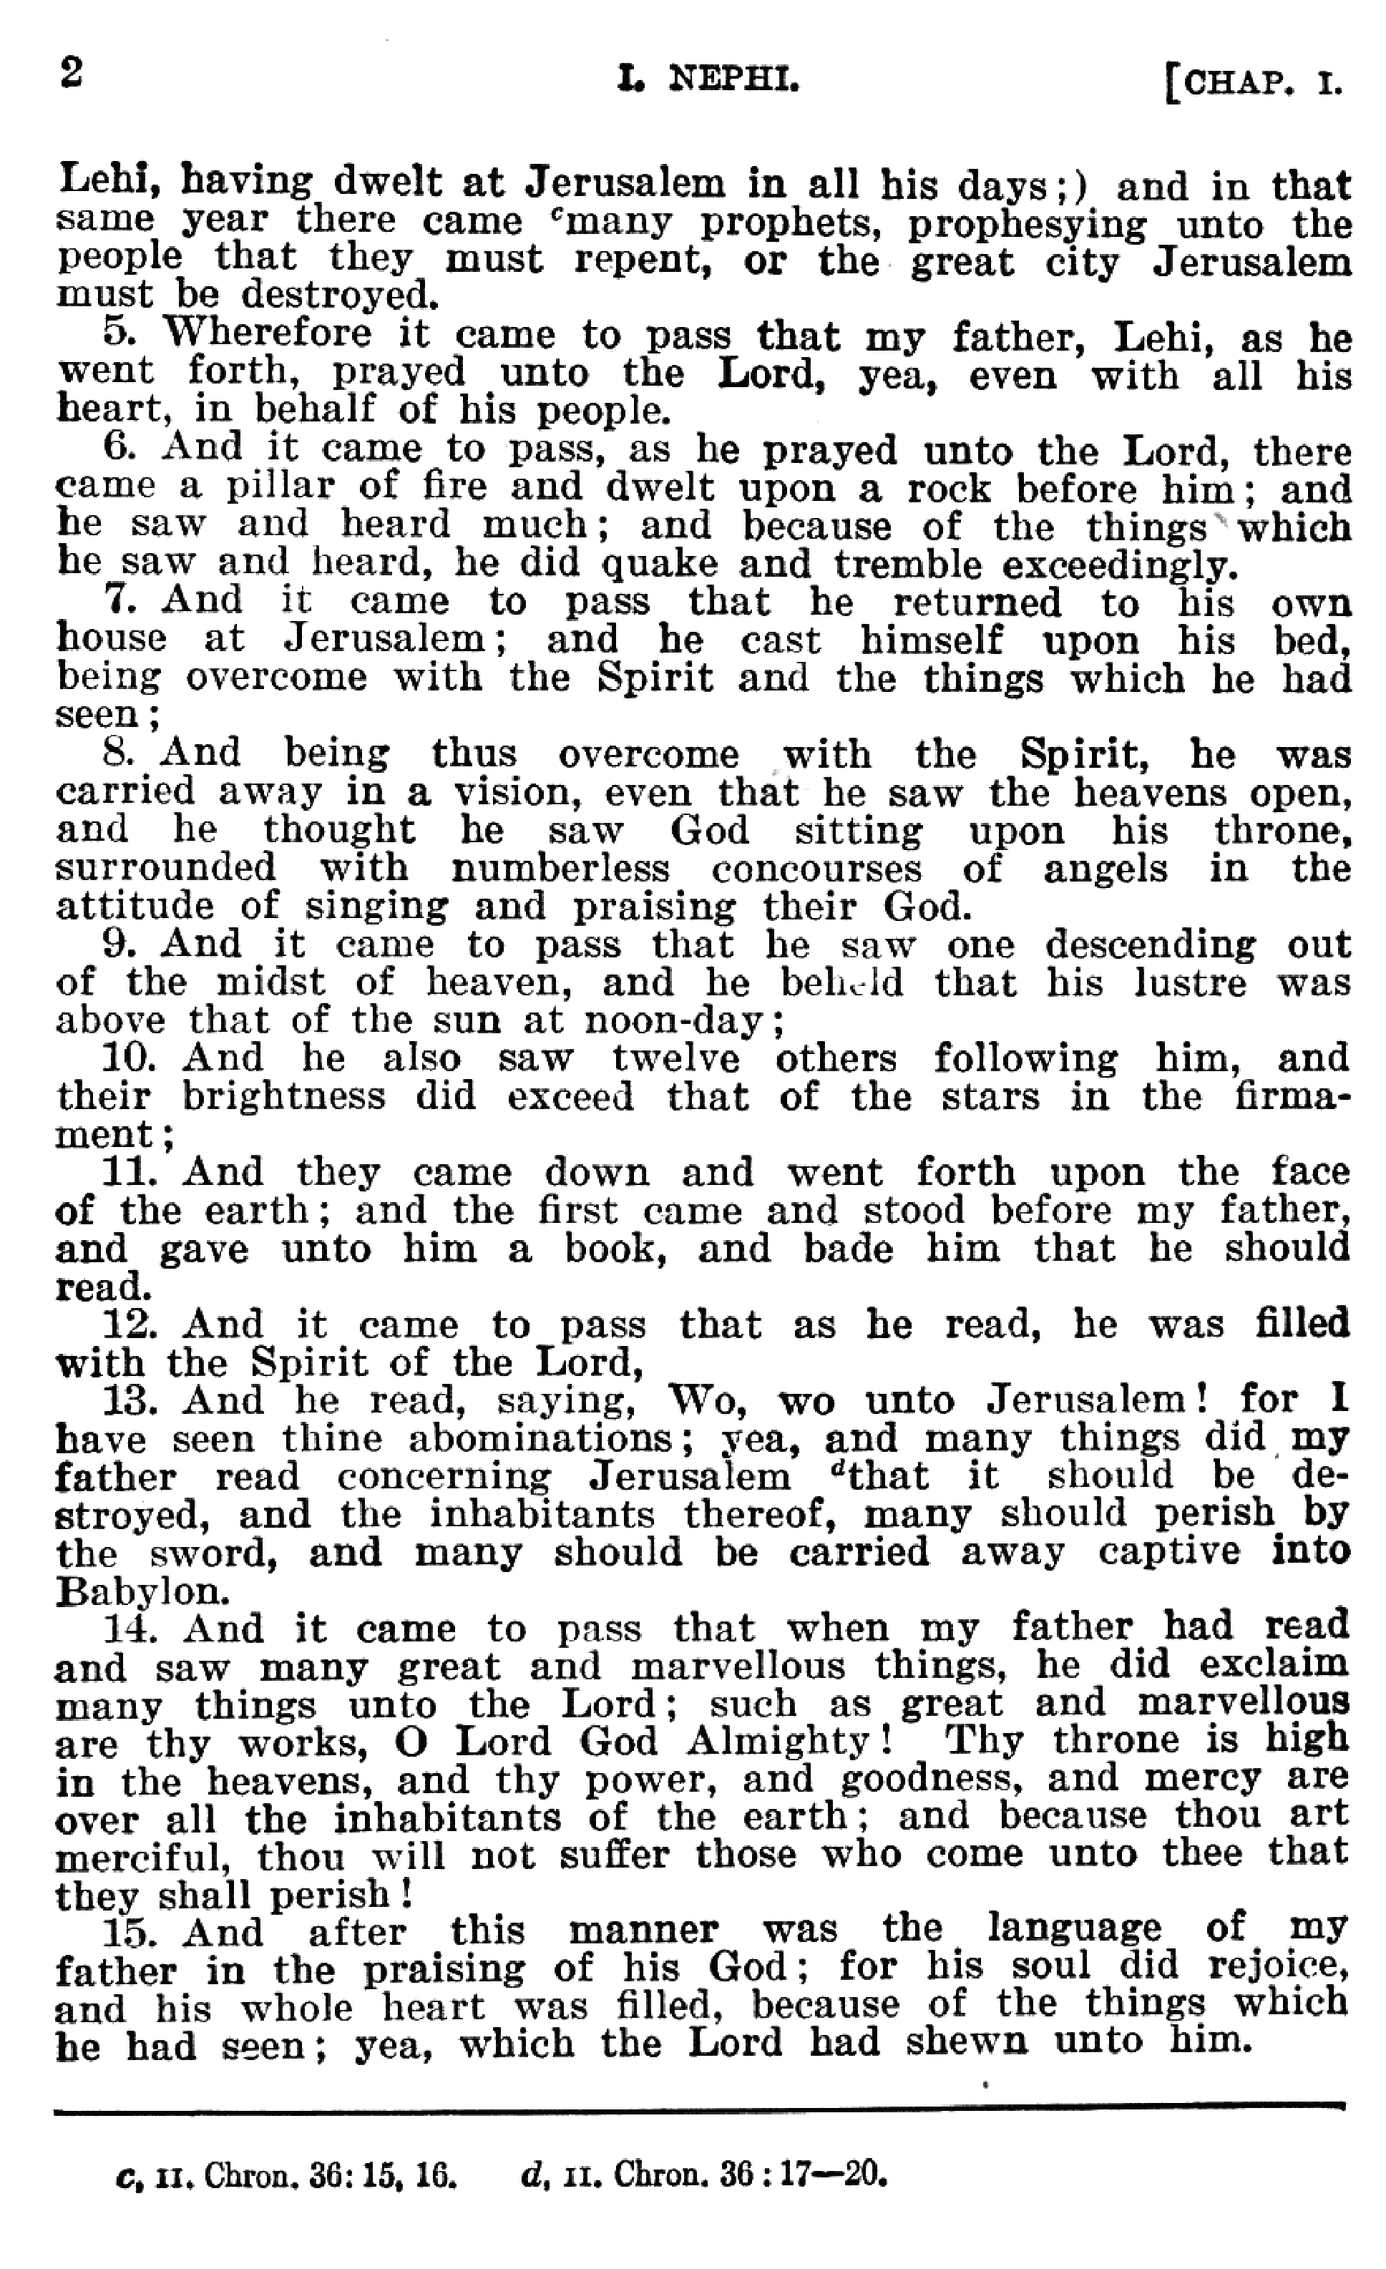 2 I. NEPHI. [CHAP. I.
Lehi, having dwelt at Jerusalem in all his days;) and in that
same year there came cmany prophets, prophesying unto the
people that they must repent, or the great city Jerusalem
must be destroyed.
5. Wherefore it came to pass that my father, Lehi, as he
went forth, prayed unto the Lord, yea, even with all his
heart, in behalf of his people.
6. And it came to pass, as he prayed unto the Lord, there
came a pillar of fire and dwelt upon a rock before him; and
he saw and heard much; and because of the things which
he saw and heard, he did quake and tremble exceedingly.
7. And it came to pass that he returned to his own
house at Jerusalem; and he cast himself upon his bed,
being overcome with the Spirit and the things which he had
seen;
8. And being thus overcome with the Spirit, he was
carried away in a vision, even that he saw the heavens open,
and he thought he saw God sitting upon his throne,
surrounded with numberless concourses of angels in the
attitude of singing and praising their God.
9. And it came to pass that he saw one descending out
of the midst of heaven, and he beheld that his lustre was
above that of the sun at noon-day;
10. And he also saw twelve others following him, and
their brightness did exceed that of the stars in the firma-
ment;
11. And they came down and went forth upon the face
of the earth; and the first came and stood before my father,
and gave unto him a book, and bade him that he should
read.
12. And it came to pass that as he read, he was filled
with the Spirit of the Lord,
13. And he read, saying, Wo, wo unto Jerusalem! for I
have seen thine abominations; yea, and many things did my
father read concerning Jerusalem dthat it should be de-
stroyed, and the inhabitants thereof, many should perish by
the sword, and many should be carried away captive into
Babylon.
14. And it came to pass that when my father had read
and saw many great and marvellous things, he did exclaim
many things unto the Lord; such as great and marvellous
are thy works, O Lord God Almighty! Thy throne is high
in the heavens, and thy power, and goodness, and mercy are
over all the inhabitants of the earth; and because thou art
merciful, thou will not suffer those who come unto thee that
they shall perish!
15. And after this manner was the language of my
father in the praising of his God; for his soul did rejoice,
and his whole heart was filled, because of the things which
he had seen; yea, which the Lord had shewn unto him.
c, II. Chron. 36: 15, 16. d, II. Chron. 36 : 17—20.